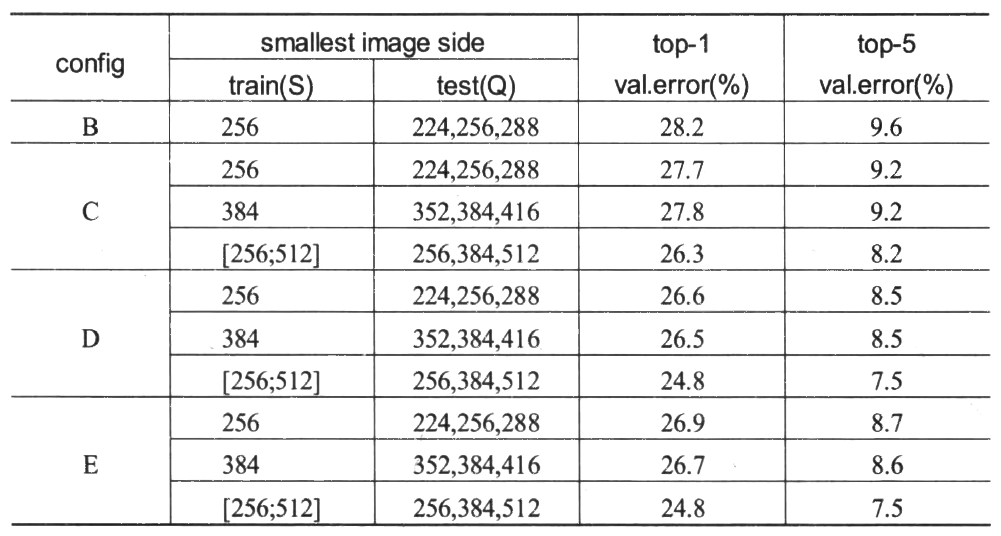 config smallest image side top-1 val.error(%) top-5 val.error(%)
train(S) test(Q)
B 256 224,256,288 28.2 9.6
C 256 224,256,288 27.7 9.2
384 352,384,416 27.8 9.2
[256;512] 256,384,512 26.3 8.2
D 256 224,256,288 26.6 8.5
384 352,384,416 26.5 8.5
[256;512] 256,384,512 24.8 7.5
E 256 224,256,288 26.9 8.7
384 352,384,416 26.7 8.6
[256;512] 256,384,512 24.8 7.5